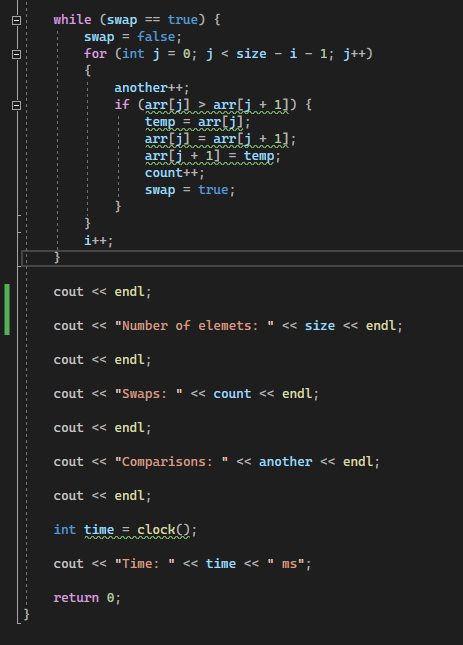 while (swap == true) {
swap = false;
for (int j = 0; j < size - i - 1; j++)
{
another++;
if (arr[j] > arr[j + 1]) {
temp = arr[j];
arr[j] = arr[j + 1];
arr[j + 1] = temp;
count++;
swap = true;
}
}
i++;
}
cout << endl;
cout << "Number of elemets: " << size << endl;
cout << endl;
cout << "Swaps: " << count << endl;
cout << endl;
cout << "Comparisons: " << another << endl;
cout << endl;
int time = clock();
cout << "Time: " << time << " ms";
return 0;
}